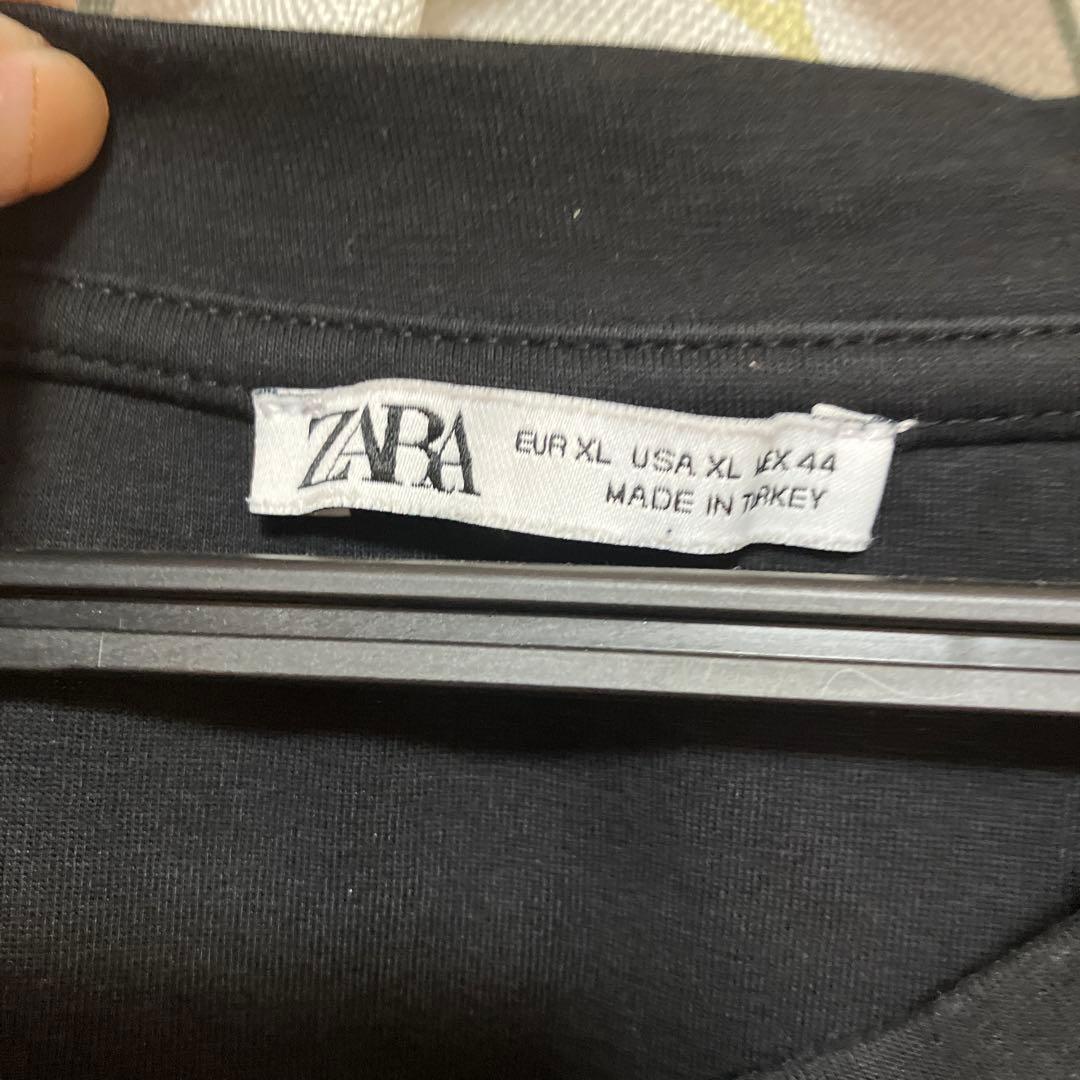 ZARA
EUR XL USA XL MEX 44
MADE IN TURKEY